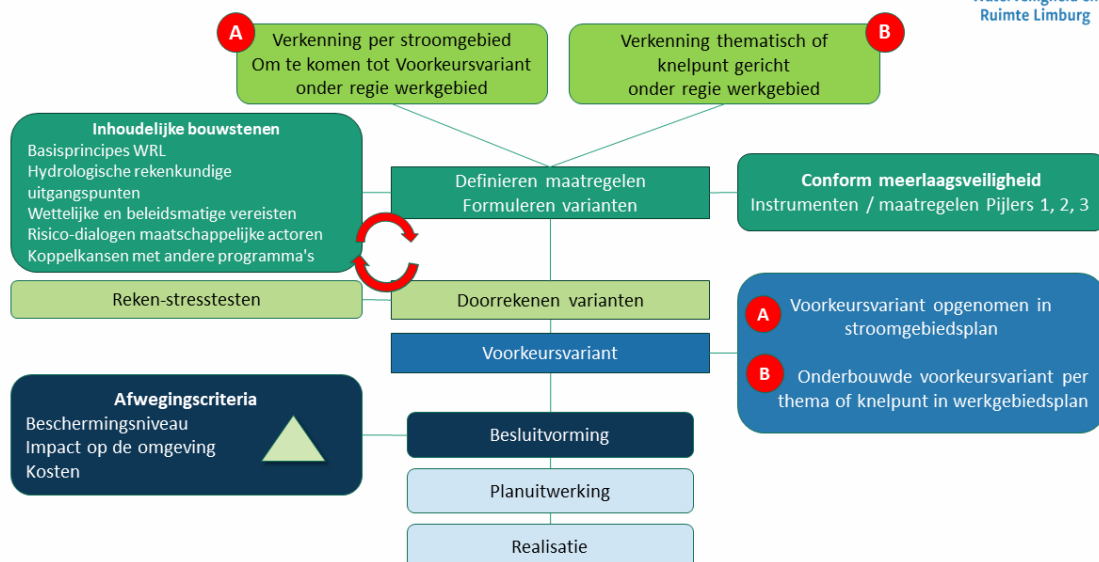 Ruimte Limburg
A
Verkenning per stroomgebied
Om te komen tot Voorkeursvariant
onder regie werkgebied
B
Verkenning thematisch of
knelpunt gericht
onder regie werkgebied
Inhoudelijke bouwstenen
Basisprincipes WRL
Hydrologische rekenkundige
uitgangspunten
Wettelijke en beleidsmatige vereisten
Risico-dialogen maatschappelijke actoren
Koppelkansen met andere programma's
Definieren maatregelen
Formuleren varianten
Conform meerlaagsveiligheid
Instrumenten / maatregelen Pijlers 1, 2, 3
Reken-stresstesten
Doorrekenen varianten
Voorkeursvariant
A
Voorkeursvariant opgenomen in
stroomgebiedsplan
B
Onderbouwde voorkeursvariant per
thema of knelpunt in werkgebiedsplan
Afwegingscriteria
Beschermingsniveau
Impact op de omgeving
Kosten
Besluitvorming
Planuitwerking
Realisatie